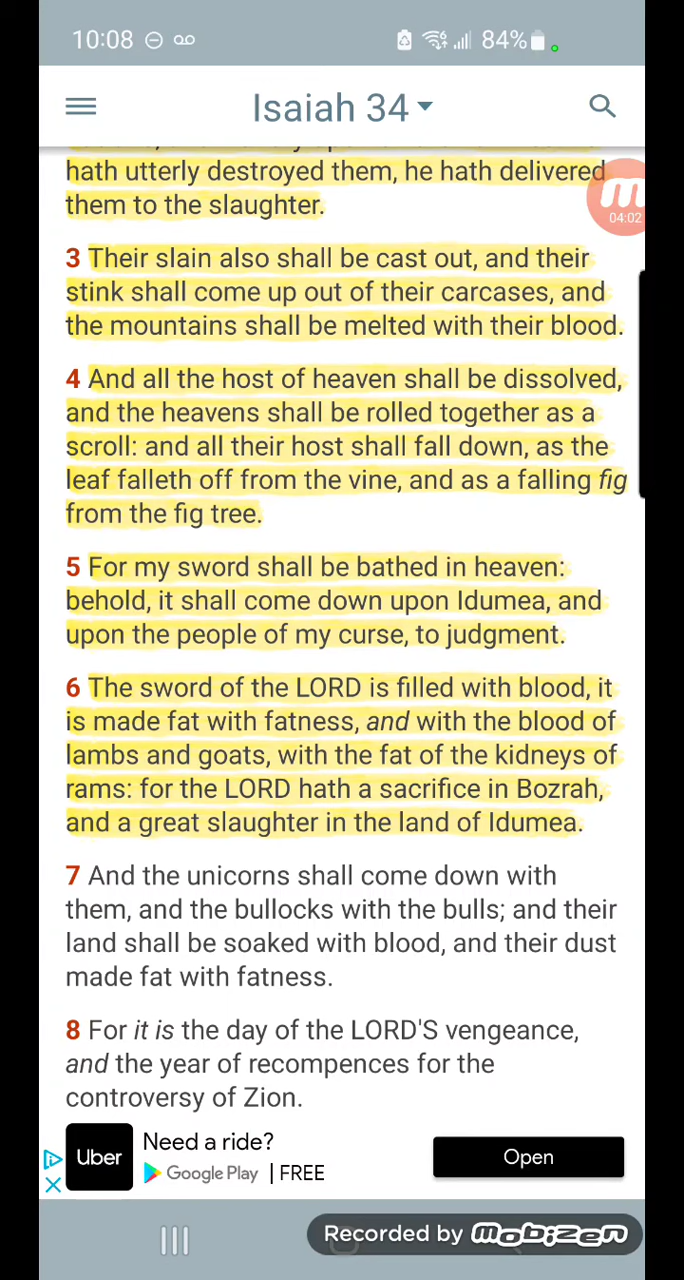 10:08 84%
Isaiah 34
hath utterly destroyed them, he hath delivered
them to the slaughter.
04:02
3 Their slain also shall be cast out, and their
stink shall come up out of their carcases, and
the mountains shall be melted with their blood.
4 And all the host of heaven shall be dissolved,
and the heavens shall be rolled together as a
scroll: and all their host shall fall down, as the
leaf falleth off from the vine, and as a falling fig
from the fig tree.
5 For my sword shall be bathed in heaven:
behold, it shall come down upon Idumea, and
upon the people of my curse, to judgment.
6 The sword of the LORD is filled with blood, it
is made fat with fatness, and with the blood of
lambs and goats, with the fat of the kidneys of
rams: for the LORD hath a sacrifice in Bozrah,
and a great slaughter in the land of Idumea.
7 And the unicorns shall come down with
them, and the bullocks with the bulls; and their
land shall be soaked with blood, and their dust
made fat with fatness.
8 For it is the day of the LORD'S vengeance,
and the year of recompences for the
controversy of Zion.
Uber
Need a ride?
Google Play | FREE
Open
Recorded by mobizen